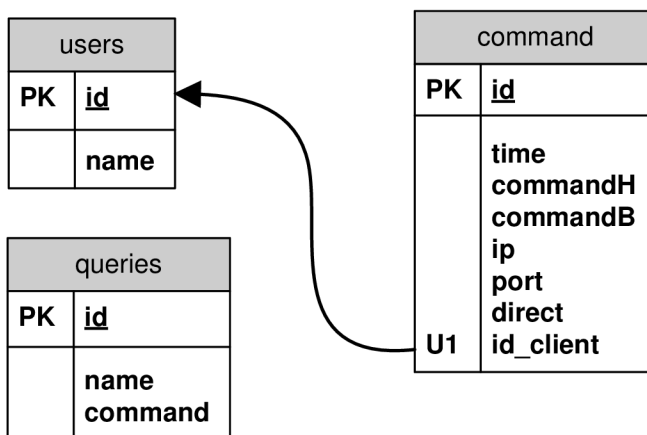 users
PK id
name
command
PK id
time
commandH
commandB
ip
port
direct
U1 id_client
queries
PK id
name
command